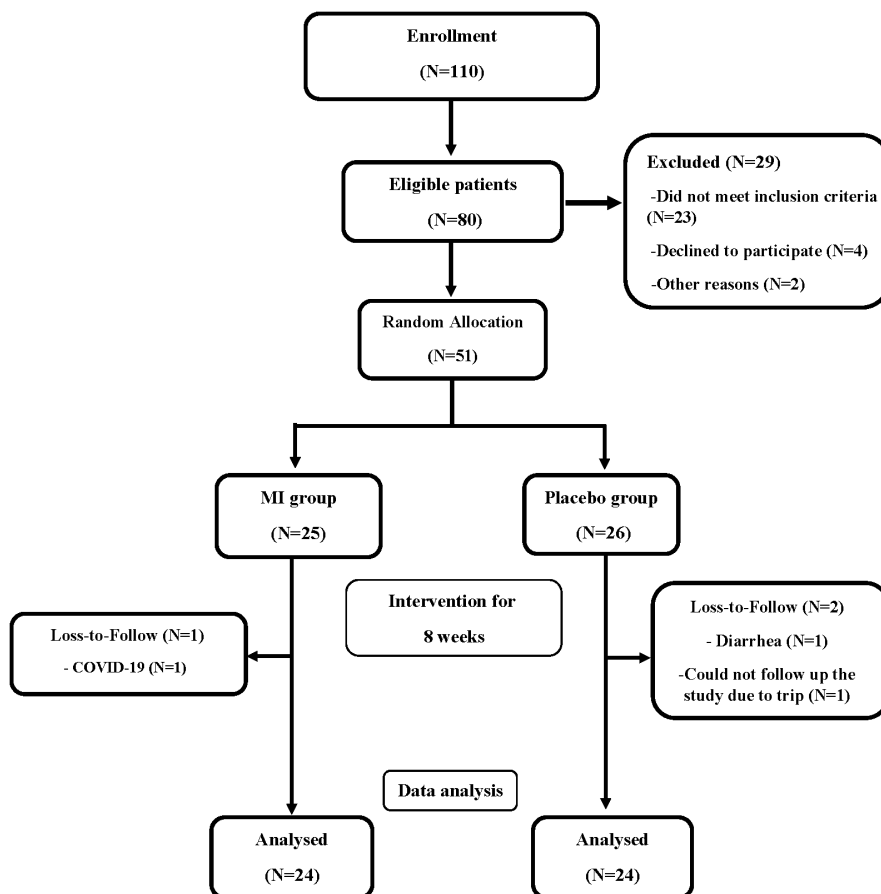 Enrollment
(N=110)
Eligible patients
(N=80)
Excluded (N=29)
-Did not meet inclusion criteria
(N=23)
-Declined to participate (N=4)
-Other reasons (N=2)
Random Allocation
(N=51)
MI group
(N=25)
Placebo group
(N=26)
Intervention for
8 weeks
Loss-to-Follow (N=1)
- COVID-19 (N=1)
Loss-to-Follow (N=2)
- Diarrhea (N=1)
-Could not follow up the
study due to trip (N=1)
Data analysis
Analysed
(N=24)
Analysed
(N=24)